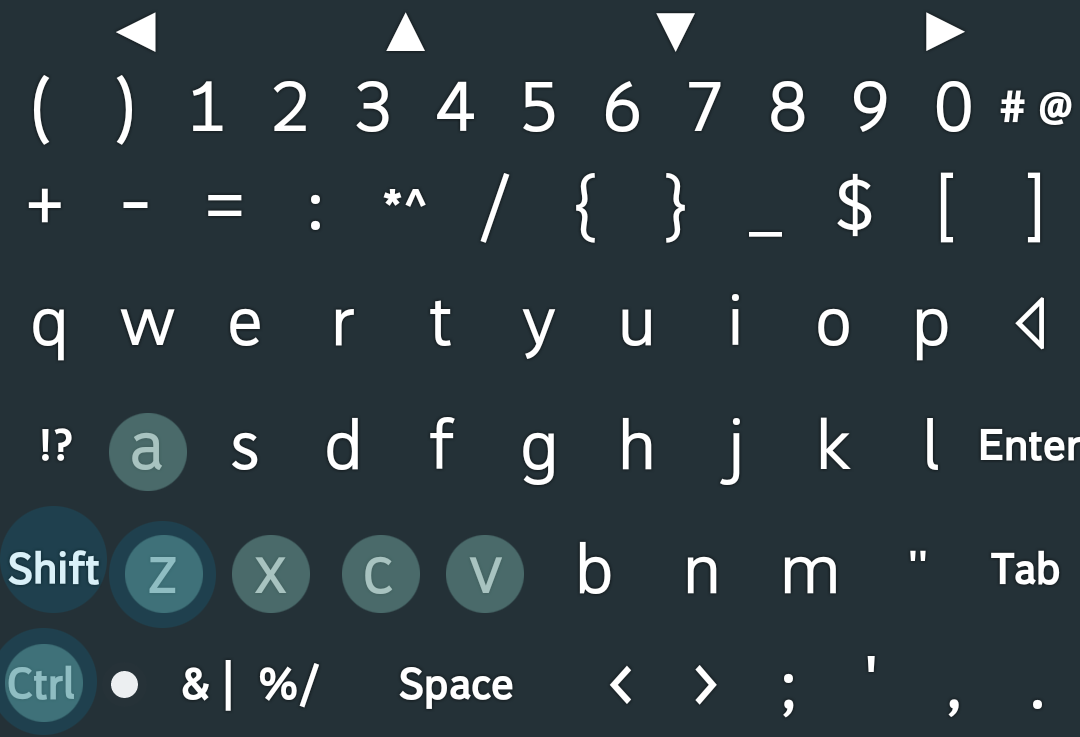 ( ) 1 2 3 4 5 6 7 8 9 0 # @
+ - = : *^ / { } _ $ [ ]
q w e r t y u i o p
!? a s d f g h j k l Enter
Shift z x c v b n m " Tab
Ctrl &| %/ Space < > ; ' , .